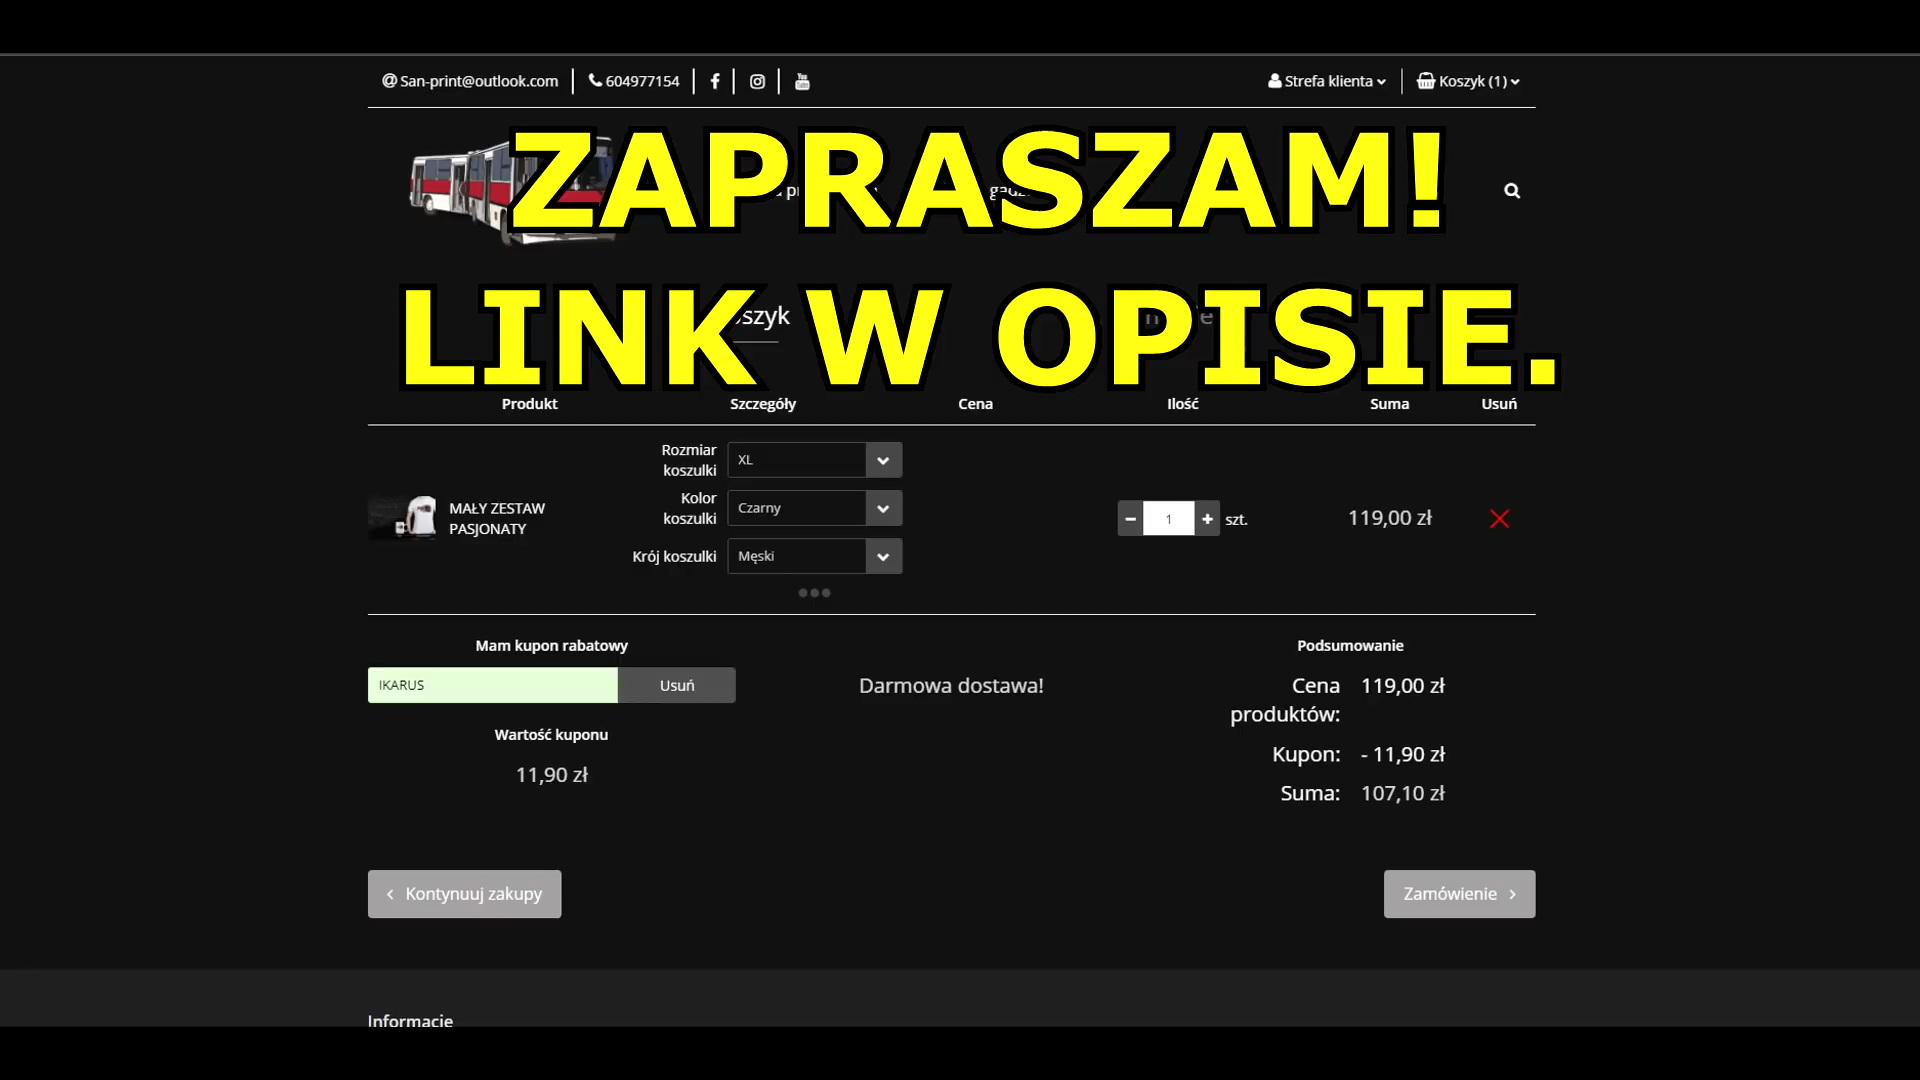 San-print@outlook.com 604977154 Strefa klienta Koszyk (1)
ZAPRASZAM!
LINK W OPISIE.
Produkt Szczegóły Cena Ilość Suma Usuń
Rozmiar koszulki XL
MAŁY ZESTAW PASJONATY
Kolor koszulki Czarny
1 szt. 119,00 zł
Krój koszulki Męski
Mam kupon rabatowy Podsumowanie
IKARUS Usuń Darmowa dostawa! Cena produktów: 119,00 zł
Wartość kuponu
11,90 zł
Kupon: - 11,90 zł
Suma: 107,10 zł
Kontynuuj zakupy Zamówienie
Informacje